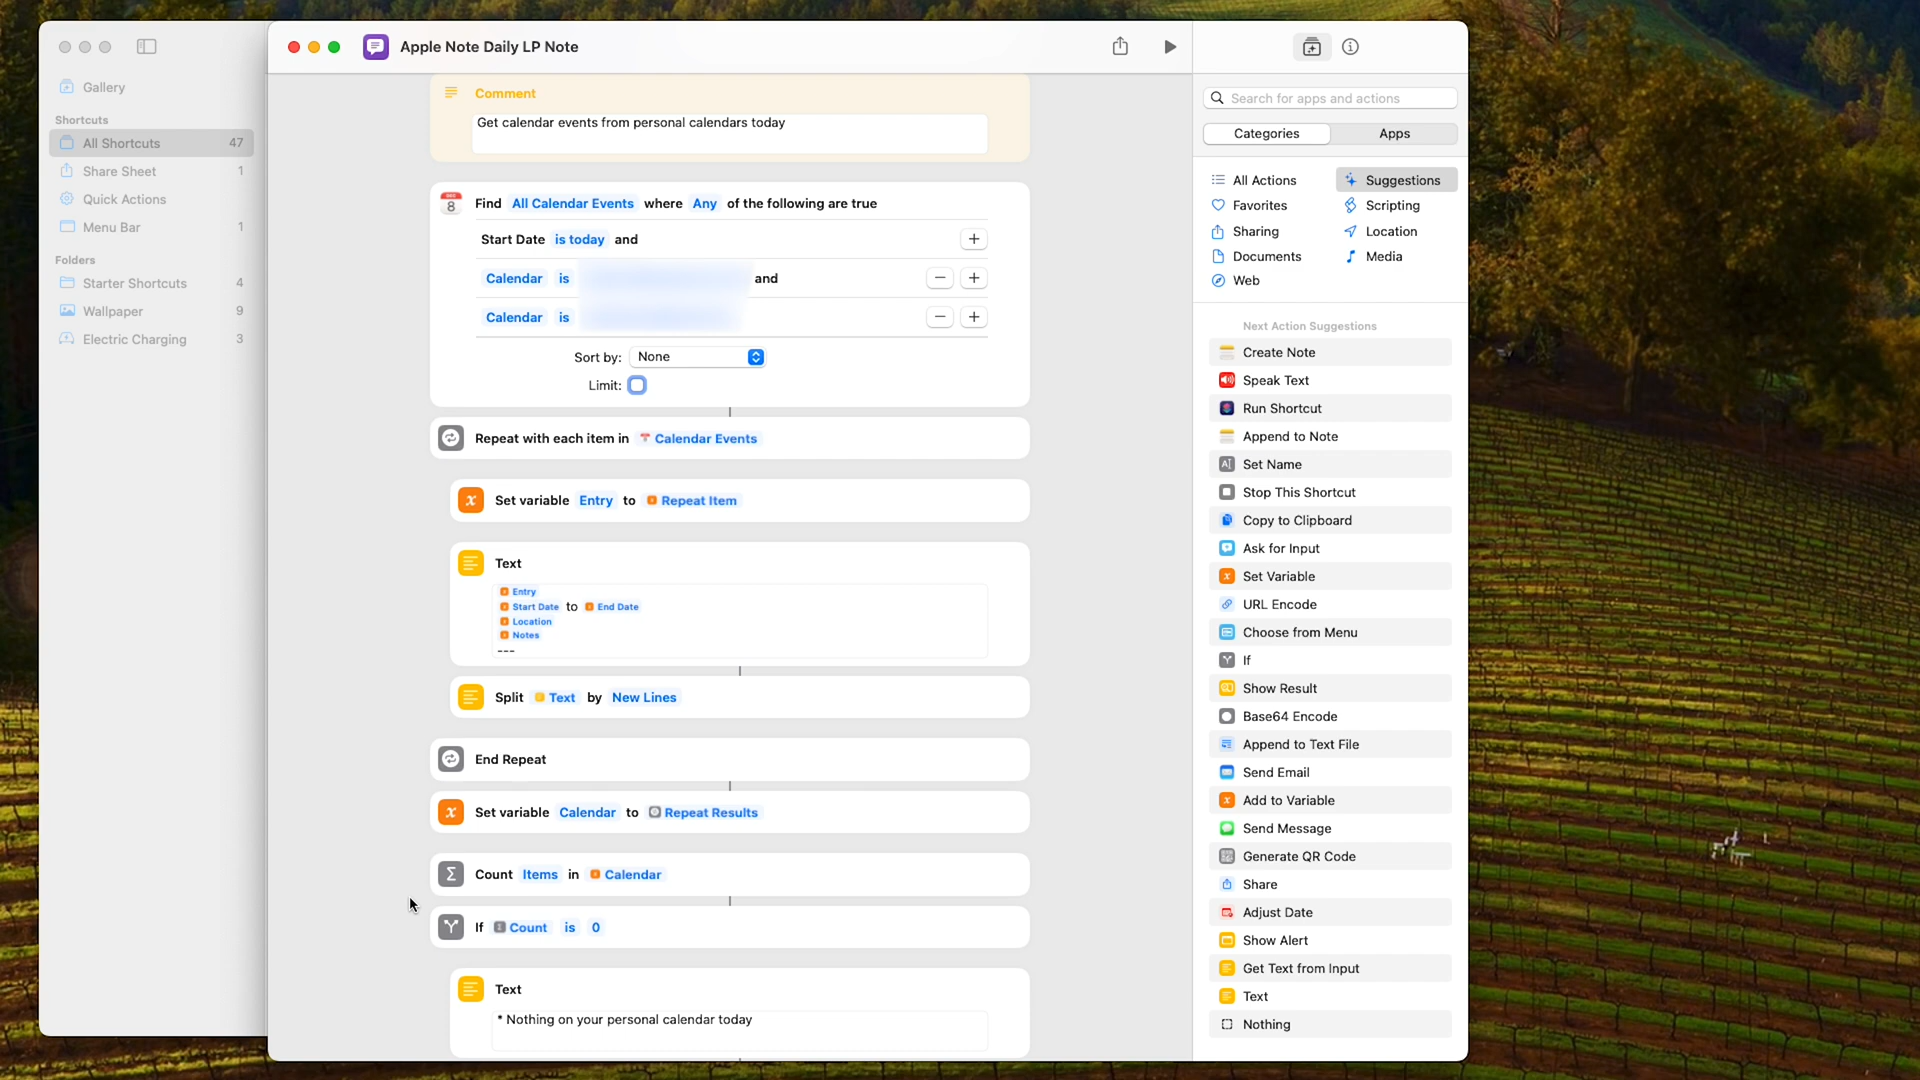 Apple Note Daily LP Note
Gallery
Shortcuts
All Shortcuts 47
Share Sheet 1
Quick Actions
Menu Bar 1
Folders
Starter Shortcuts 4
Wallpaper 9
Electric Charging 3
Comment
Get calendar events from personal calendars today
8
Find All Calendar Events where Any of the following are true
Start Date is today and
Calendar is and
Calendar is
Sort by: None
Limit:
Repeat with each item in Calendar Events
Set variable Entry to Repeat Item
Text
Entry
Start Date to End Date
Location
Notes
---
Split Text by New Lines
End Repeat
Set variable Calendar to Repeat Results
Count Items in Calendar
If Count is 0
Text
* Nothing on your personal calendar today
Search for apps and actions
Categories Apps
All Actions Suggestions
Favorites Scripting
Sharing Location
Documents Media
Web
Next Action Suggestions
Create Note
Speak Text
Run Shortcut
Append to Note
Set Name
Stop This Shortcut
Copy to Clipboard
Ask for Input
Set Variable
URL Encode
Choose from Menu
If
Show Result
Base64 Encode
Append to Text File
Send Email
Add to Variable
Send Message
Generate QR Code
Share
Adjust Date
Show Alert
Get Text from Input
Text
Nothing